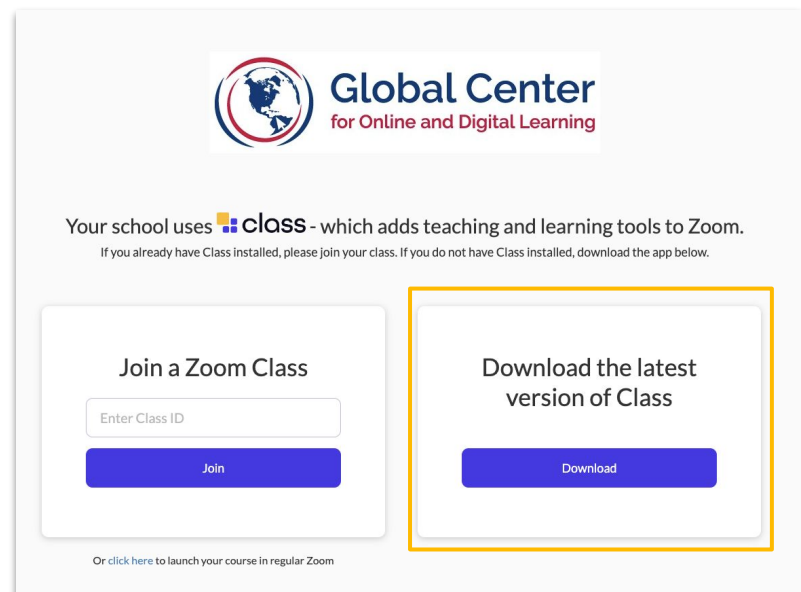 Global Center
for Online and Digital Learning
Your school uses class - which adds teaching and learning tools to Zoom.
If you already have Class installed, please join your class. If you do not have Class installed, download the app below.
Join a Zoom Class
Enter Class ID
Join
Or click here to launch your course in regular Zoom
Download the latest
version of Class
Download